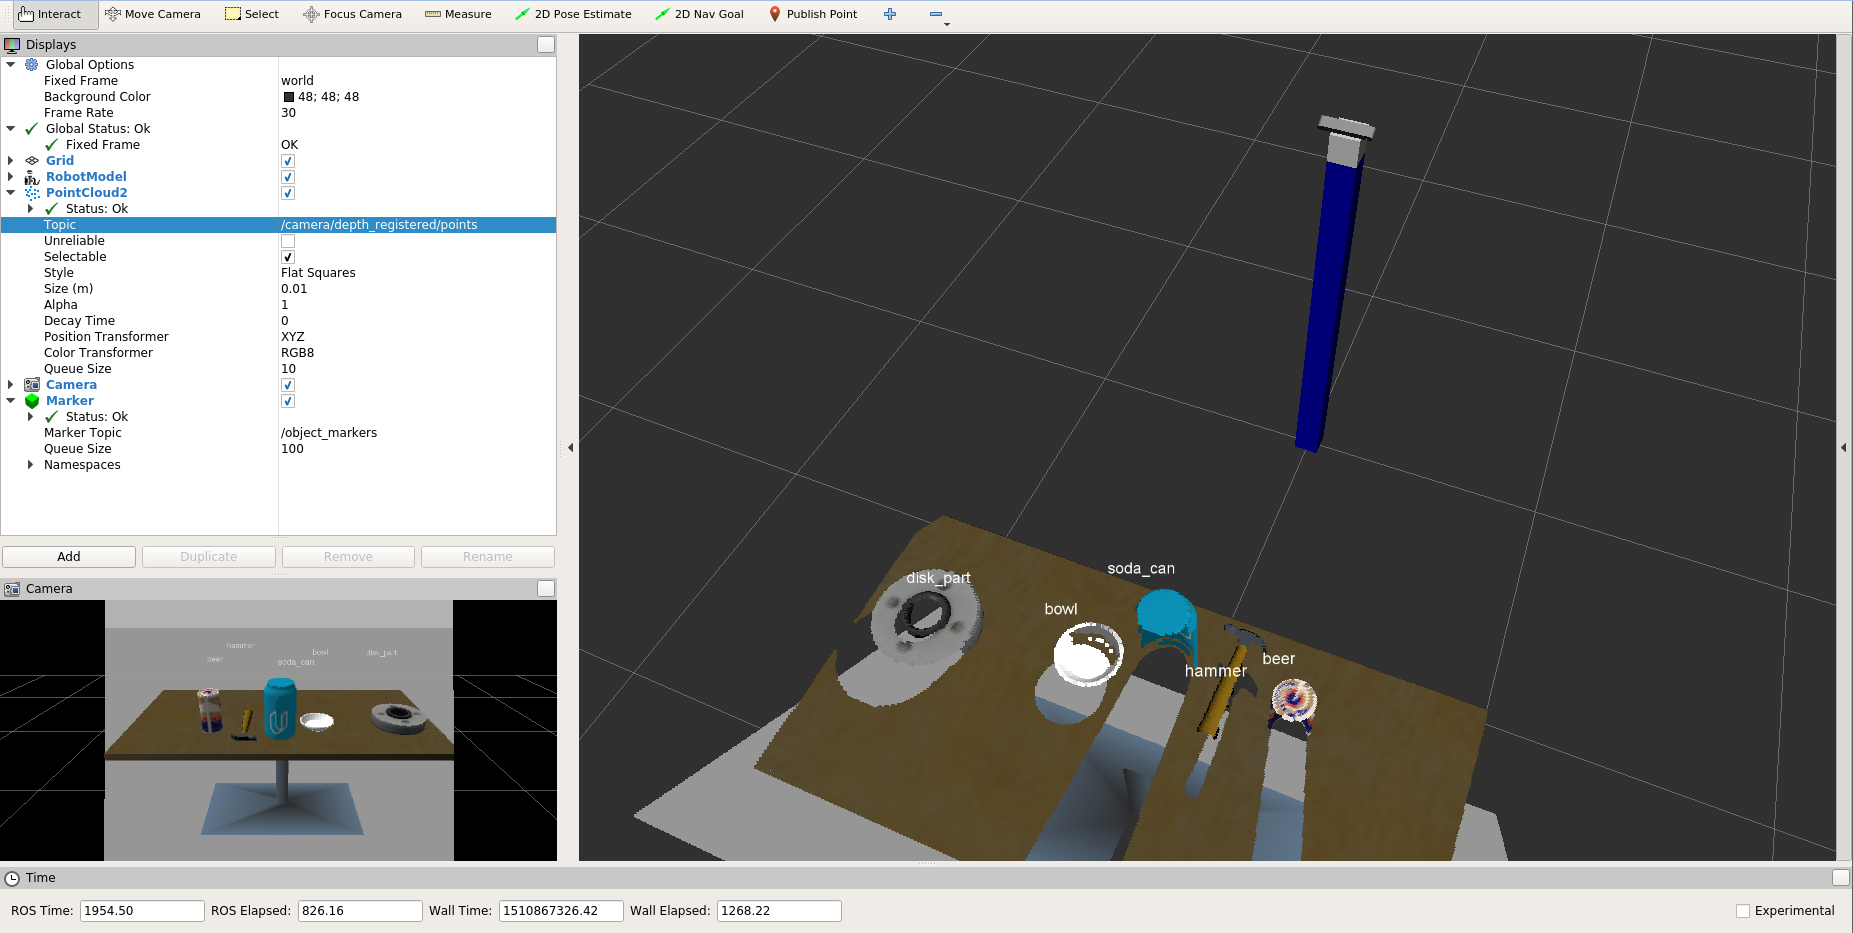 Interact Move Camera Select Focus Camera Measure 2D Pose Estimate 2D Nav Goal Publish Point
Displays
Global Options
Fixed Frame world
Background Color 48; 48; 48
Frame Rate 30
Global Status: Ok
Fixed Frame OK
Grid
RobotModel
PointCloud2
Status: Ok
Topic /camera/depth_registered/points
Unreliable
Selectable
Style Flat Squares
Size (m) 0.01
Alpha 1
Decay Time 0
Position Transformer XYZ
Color Transformer RGB8
Queue Size 10
Camera
Marker
Status: Ok
Marker Topic /object_markers
Queue Size 100
Namespaces
Add Duplicate Remove Rename
Camera
hammer
bowl
disk_part
beer
soda_can
disk_part
soda_can
bowl
beer
hammer
Time
ROS Time: 1954.50 ROS Elapsed: 826.16 Wall Time: 1510867326.42 Wall Elapsed: 1268.22 Experimental